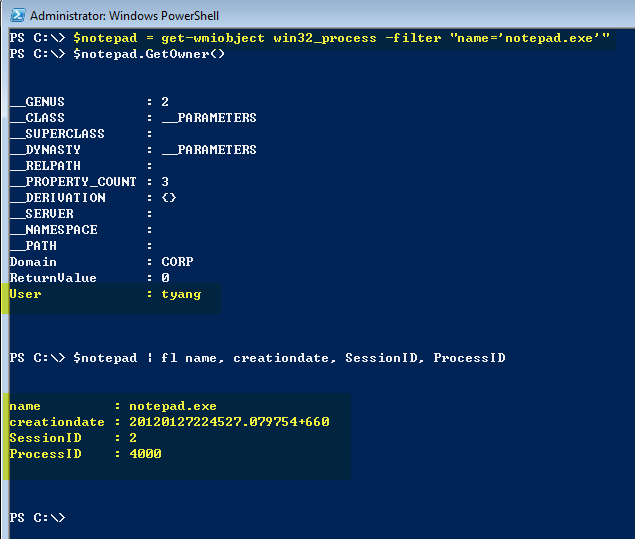 Administrator: Windows PowerShell
PS C:\> $notepad = get-wmiobject win32_process -filter "name='notepad.exe'"
PS C:\> $notepad.GetOwner()
__GENUS          : 2
__CLASS          : __PARAMETERS
__SUPERCLASS     :
__DYNASTY        : __PARAMETERS
__RELPATH        :
__PROPERTY_COUNT : 3
__DERIVATION     : {}
__SERVER         :
__NAMESPACE      :
__PATH           :
Domain           : CORP
ReturnValue      : 0
User             : tyang
PS C:\> $notepad | fl name, creationdate, SessionID, ProcessID
name         : notepad.exe
creationdate : 20120127224527.079754+660
SessionID    : 2
ProcessID    : 4000
PS C:\>